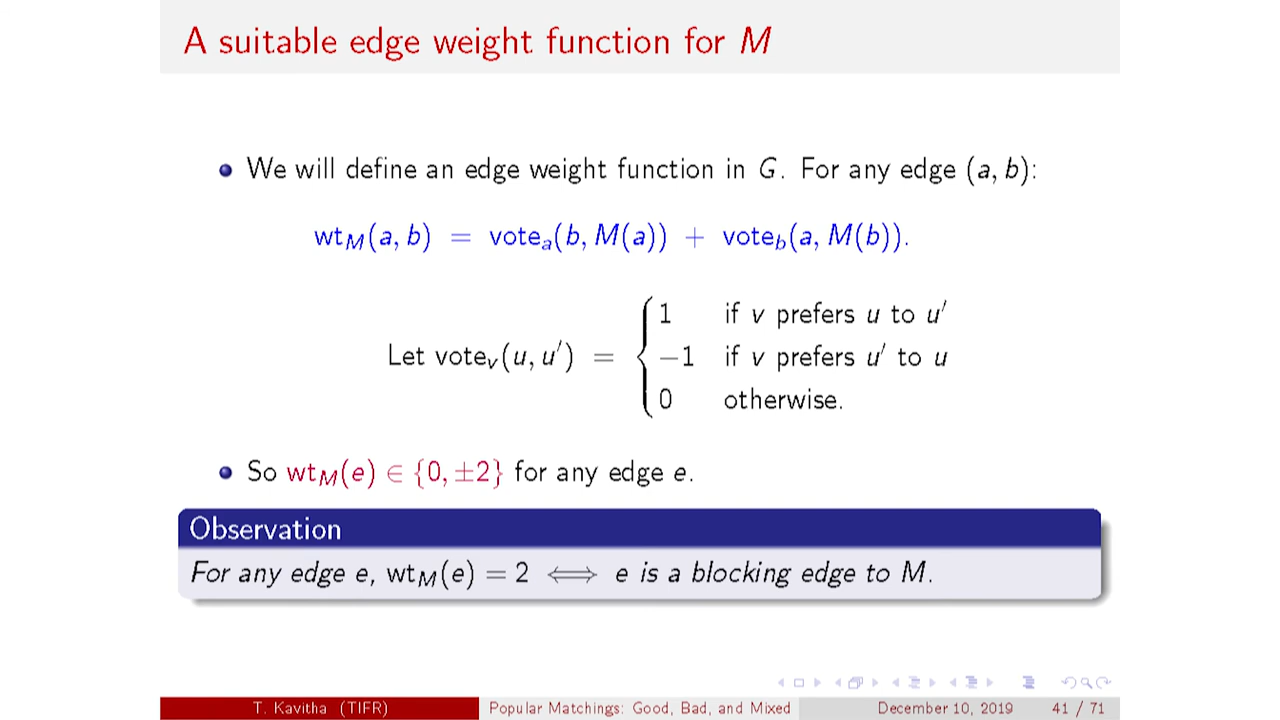 A suitable edge weight function for M
We will define an edge weight function in G. For any edge (a, b):
wt_M(a, b) = vote_a(b, M(a)) + vote_b(a, M(b)).
Let vote_v(u, u′) = { 1 if v prefers u to u′
−1 if v prefers u′ to u
0 otherwise.
So wt_M(e) ∈ {0, ±2} for any edge e.
Observation
For any edge e, wt_M(e) = 2 ⟺ e is a blocking edge to M.
T. Kavitha (TIFR) Popular Matchings: Good, Bad, and Mixed December 10, 2019 41 / 71